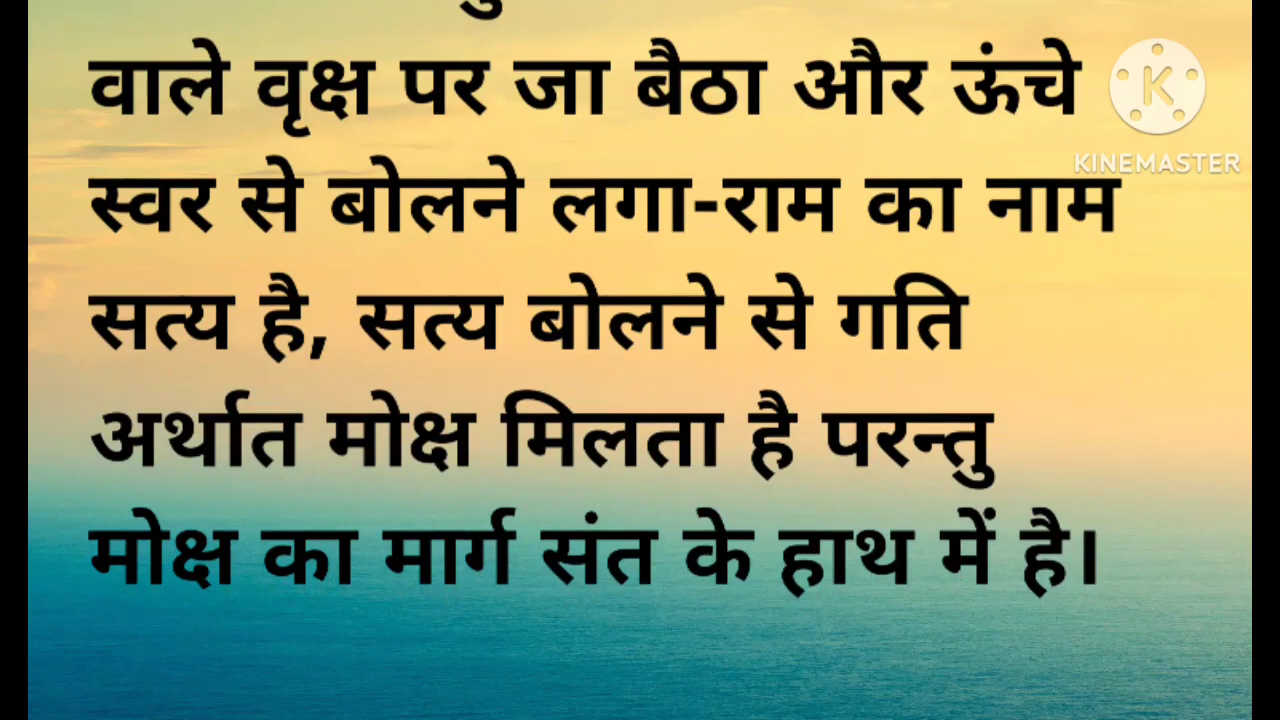 वाले वृक्ष पर जा बैठा और ऊंचे
स्वर से बोलने लगा-राम का नाम
सत्य है, सत्य बोलने से गति
अर्थात मोक्ष मिलता है परन्तु
मोक्ष का मार्ग संत के हाथ में है।
K
KINEMASTER